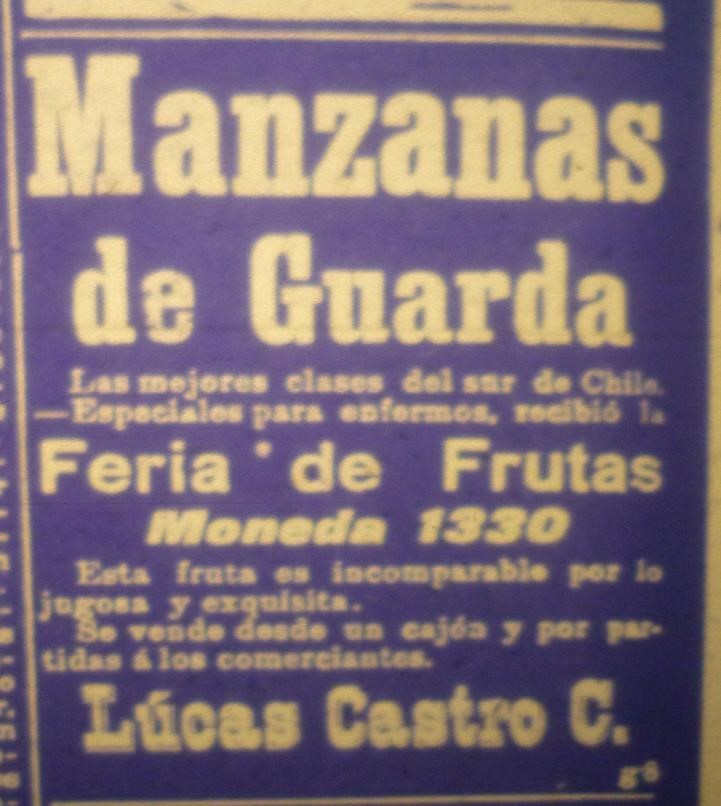 Manzanas
de Guarda
Las mejores clases del sur de Chile.
—Especiales para enfermos, recibió la
Feria de Frutas
Moneda 1330
Esta fruta es incomparable por lo
jugosa y exquisita.
Se vende desde un cajón y por par-
tidas á los comerciantes.
Lúcas Castro C.
g6